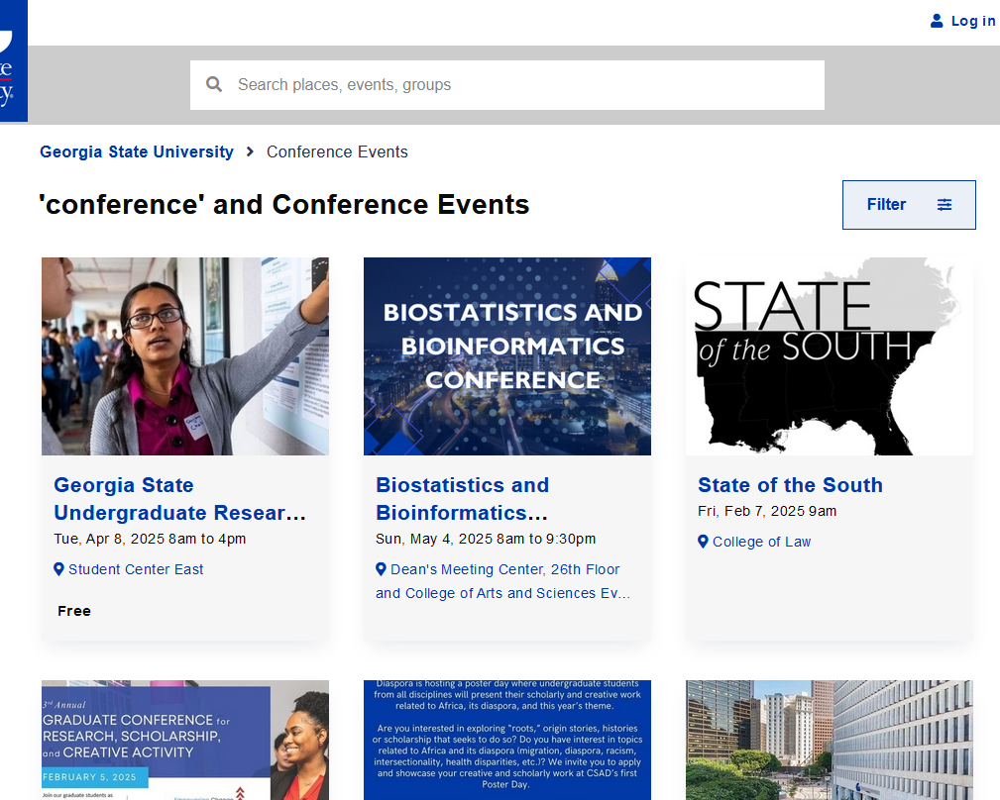 Log in
Search places, events, groups
Georgia State University > Conference Events
'conference' and Conference Events
Filter
BIOSTATISTICS AND
BIOINFORMATICS
CONFERENCE
STATE
of the SOUTH
Georgia State
Undergraduate Resear...
Tue, Apr 8, 2025 8am to 4pm
Student Center East
Free
Biostatistics and
Bioinformatics...
Sun, May 4, 2025 8am to 9:30pm
Dean's Meeting Center, 26th Floor
and College of Arts and Sciences Ev...
State of the South
Fri, Feb 7, 2025 9am
College of Law
3rd Annual
GRADUATE CONFERENCE for
RESEARCH, SCHOLARSHIP,
and CREATIVE ACTIVITY
FEBRUARY 5, 2025
Join our graduate students as
Diaspora is hosting a poster day where undergraduate students
from all disciplines will present their scholarly and creative work
related to Africa, its diaspora, and this year's theme.
Are you interested in exploring "roots," origin stories, histories
or scholarship that seeks to do so? Do you have interest in topics
related to Africa and its diaspora (migration, diaspora, racism,
intersectionality, health disparities, etc.)? We invite you to apply
and showcase your creative and scholarly work at CSAD's first
Poster Day.